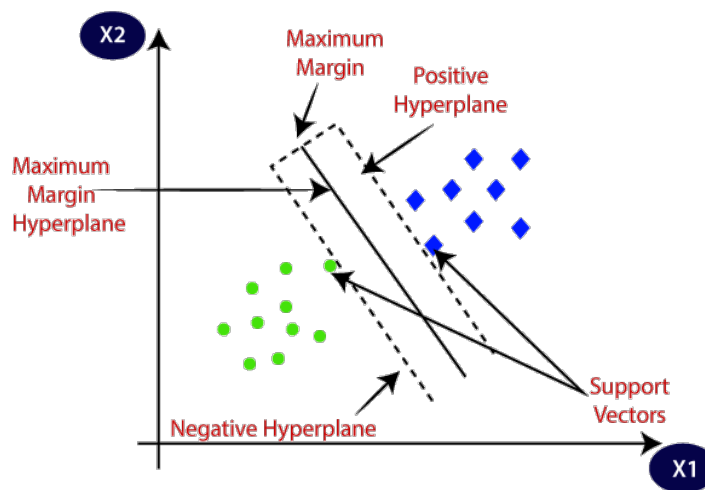 X2
Maximum
Margin
Positive
Hyperplane
Maximum
Margin
Hyperplane
Support
Vectors
Negative Hyperplane
X1